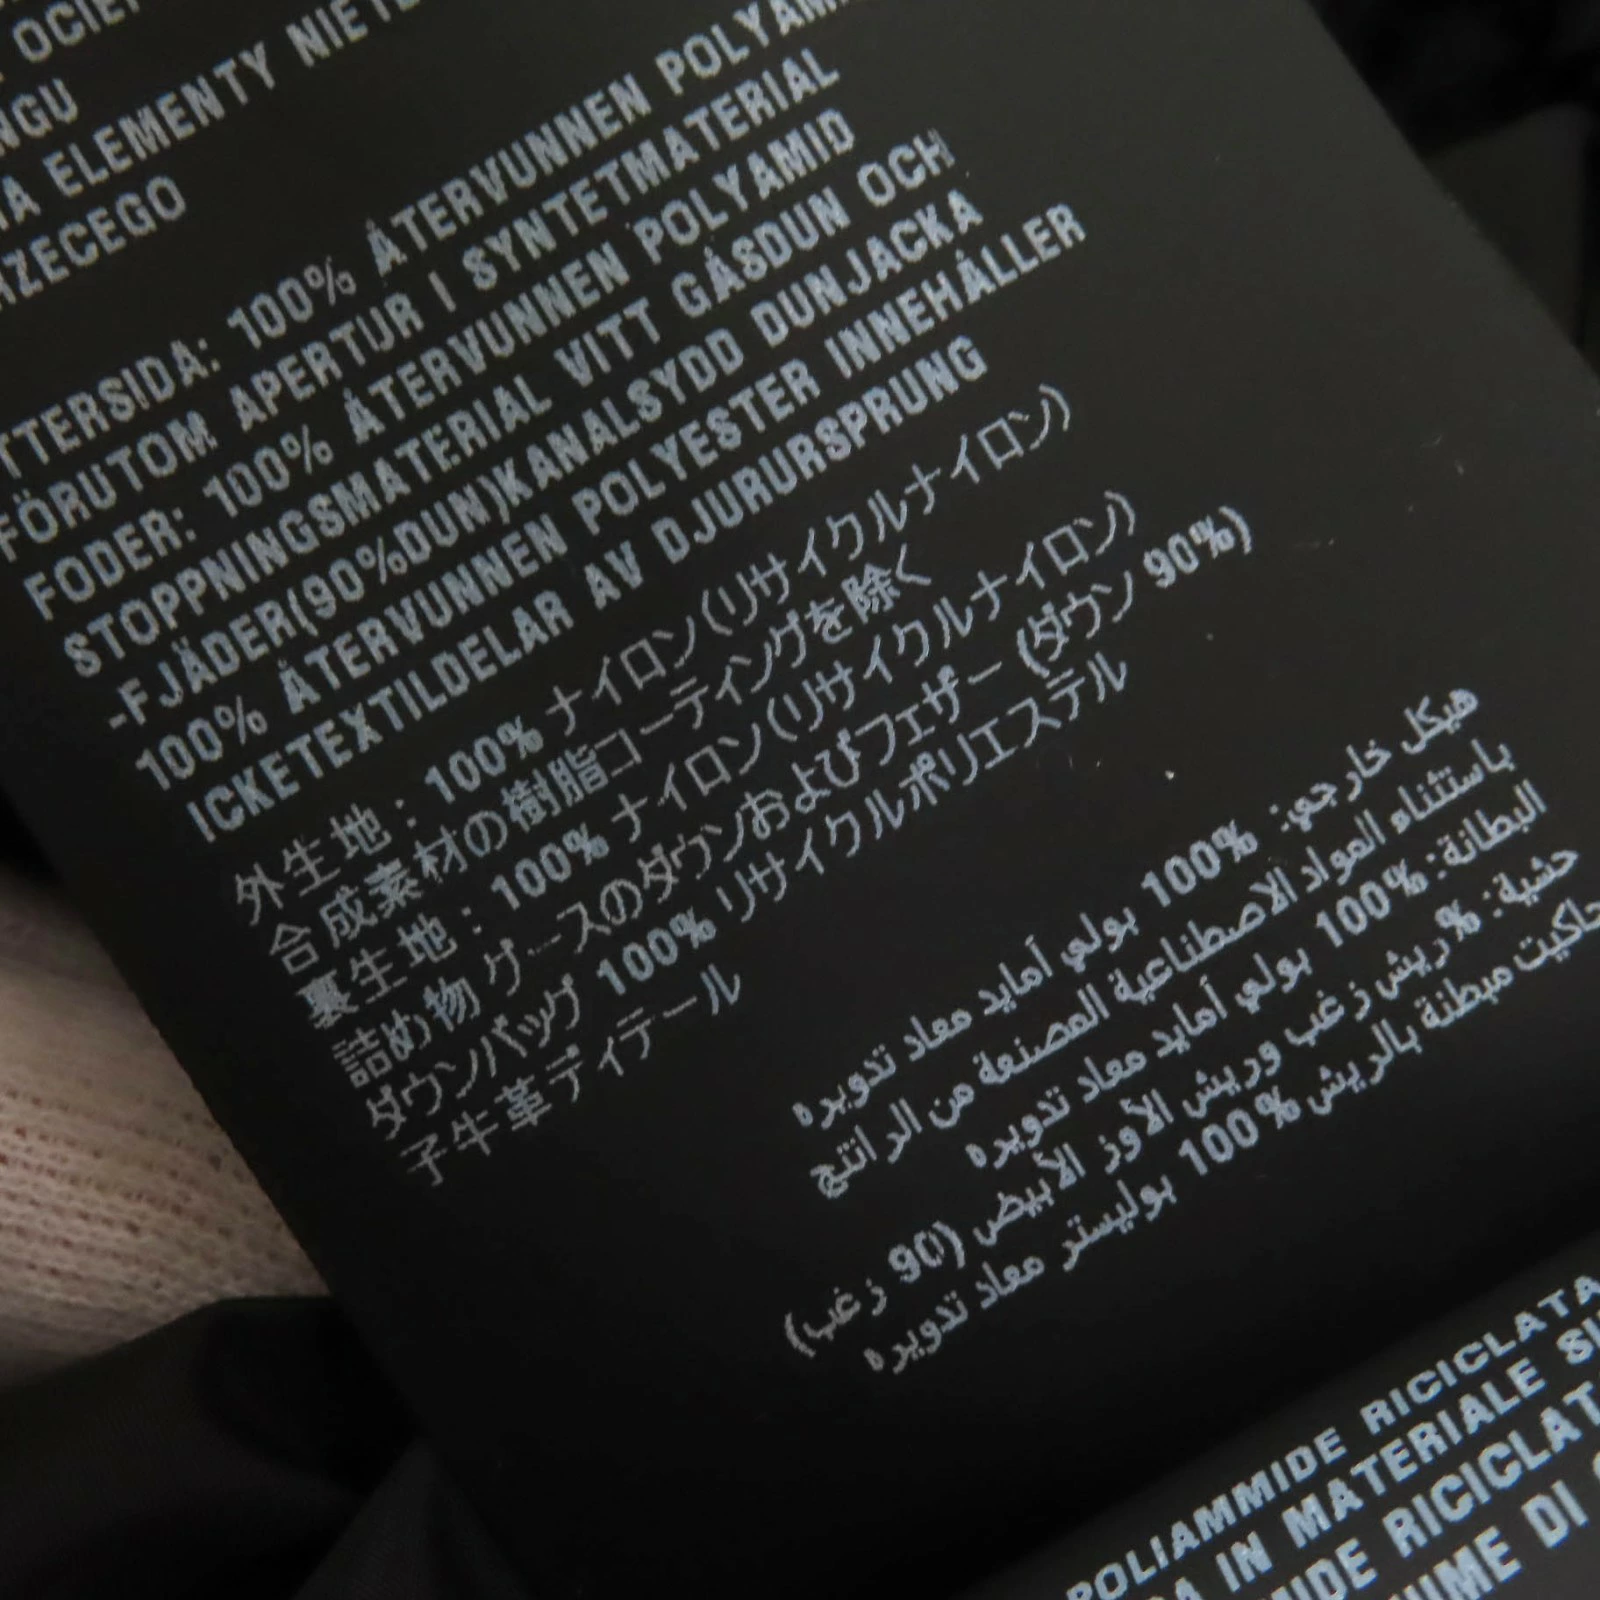 OCIEP
NGU
ELEMENTY
RZECEGO
TTERSIDA: 100% ÅTERVUNNEN POLYAM
FÖRUTOM APERTUR I SYNTETMATERIAL
FODER: 100% ÅTERVUNNEN POLYAMID
STOPPNINGSMATERIAL VITT GÅSDUN OCH
-FJÄDER(90%DUN)KANALSYDD DUNJACKA
100% ÅTERVUNNEN POLYESTER INNEHÅLLER
ICKETEXTILDELAR AV DJURURSPRUNG
外生地: 100% ナイロン(リサイクルナイロン)
合成素材の樹脂コーティングを除く
裏生地: 100% ナイロン(リサイクルナイロン)
詰め物 グースのダウンおよびフェザー (ダウン 90%)
ダウンバッグ 100% リサイクルポリエステル
子牛革ディテール
هيكل خارجي: 100% بولي أمايد معاد تدويره
باستثناء المواد الاصطناعية المصنعة من الراتنج
البطانة: 100% بولي أمايد معاد تدويره
حشية: %ريش زغب وريش الأوز الأبيض (90 زغب)
جاكيت مبطنة بالريش 100% بوليستر معاد تدويره
POLIAMMIDE RICICLATA
IN MATERIALE
RICICLAT
DI